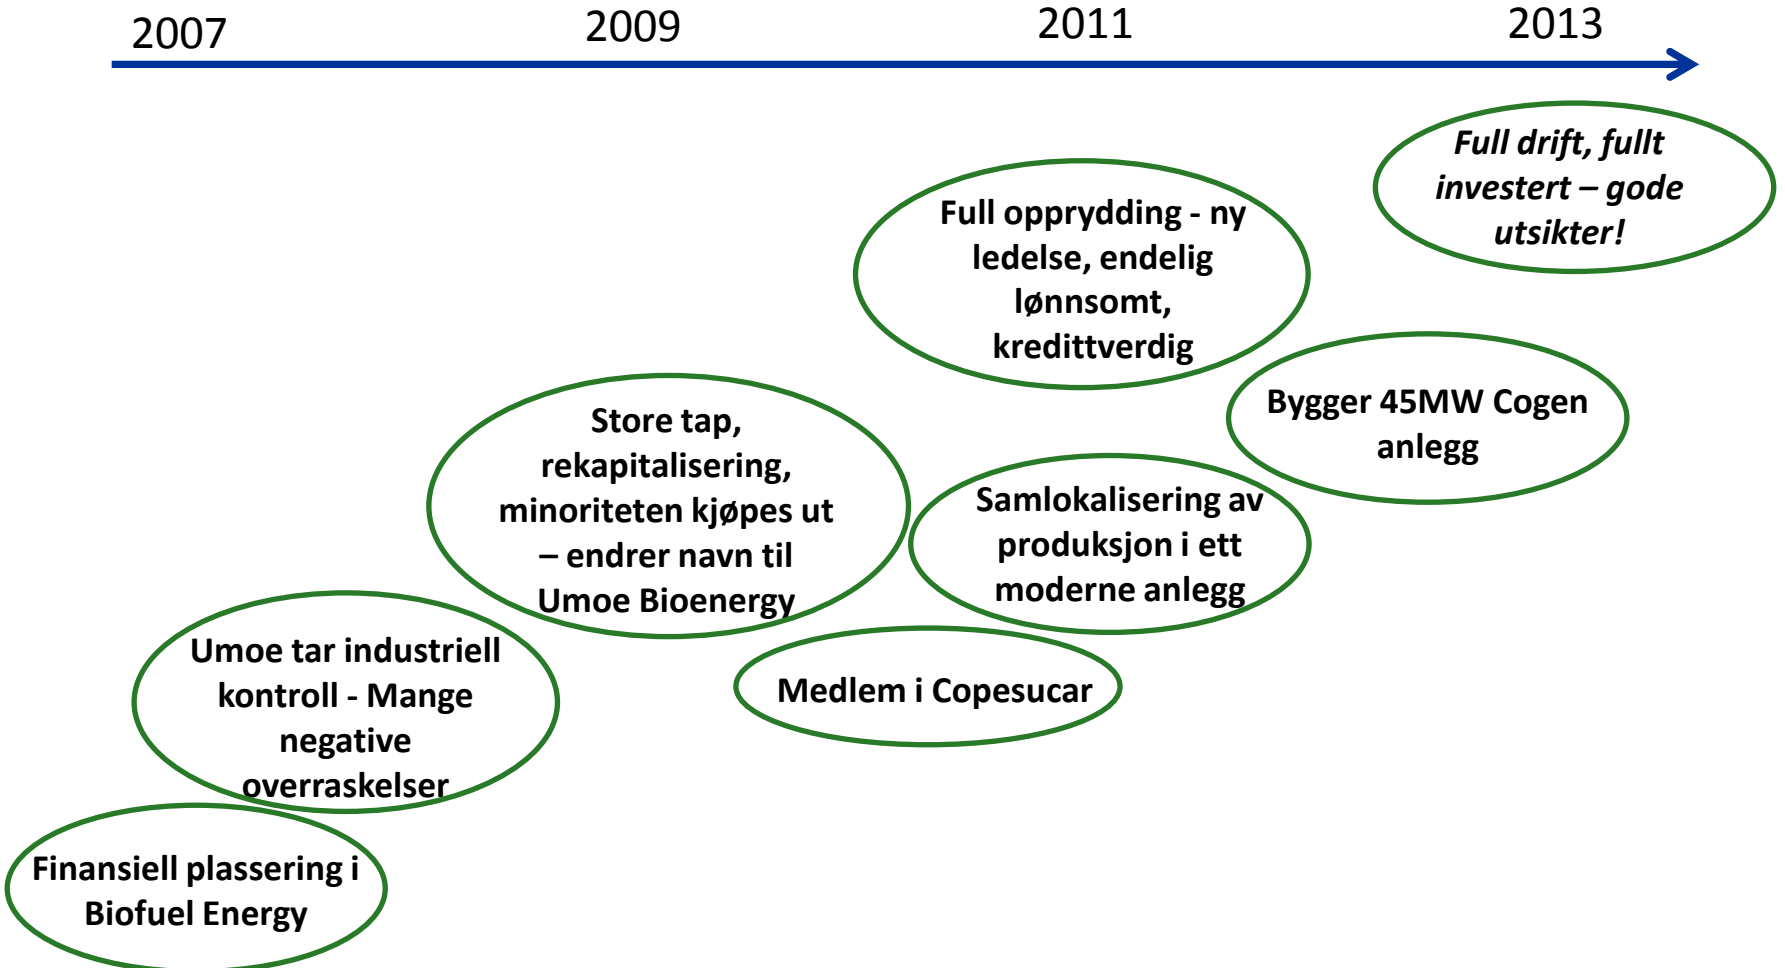 2007
2009
2011
2013
Full drift, fullt
investert – gode
utsikter!
Full opprydding - ny
ledelse, endelig
lønnsomt,
kredittverdig
Bygger 45MW Cogen
anlegg
Store tap,
rekapitalisering,
minoriteten kjøpes ut
– endrer navn til
Umoe Bioenergy
Samlokalisering av
produksjon i ett
moderne anlegg
Umoe tar industriell
kontroll - Mange
negative
overraskelser
Medlem i Copesucar
Finansiell plassering i
Biofuel Energy